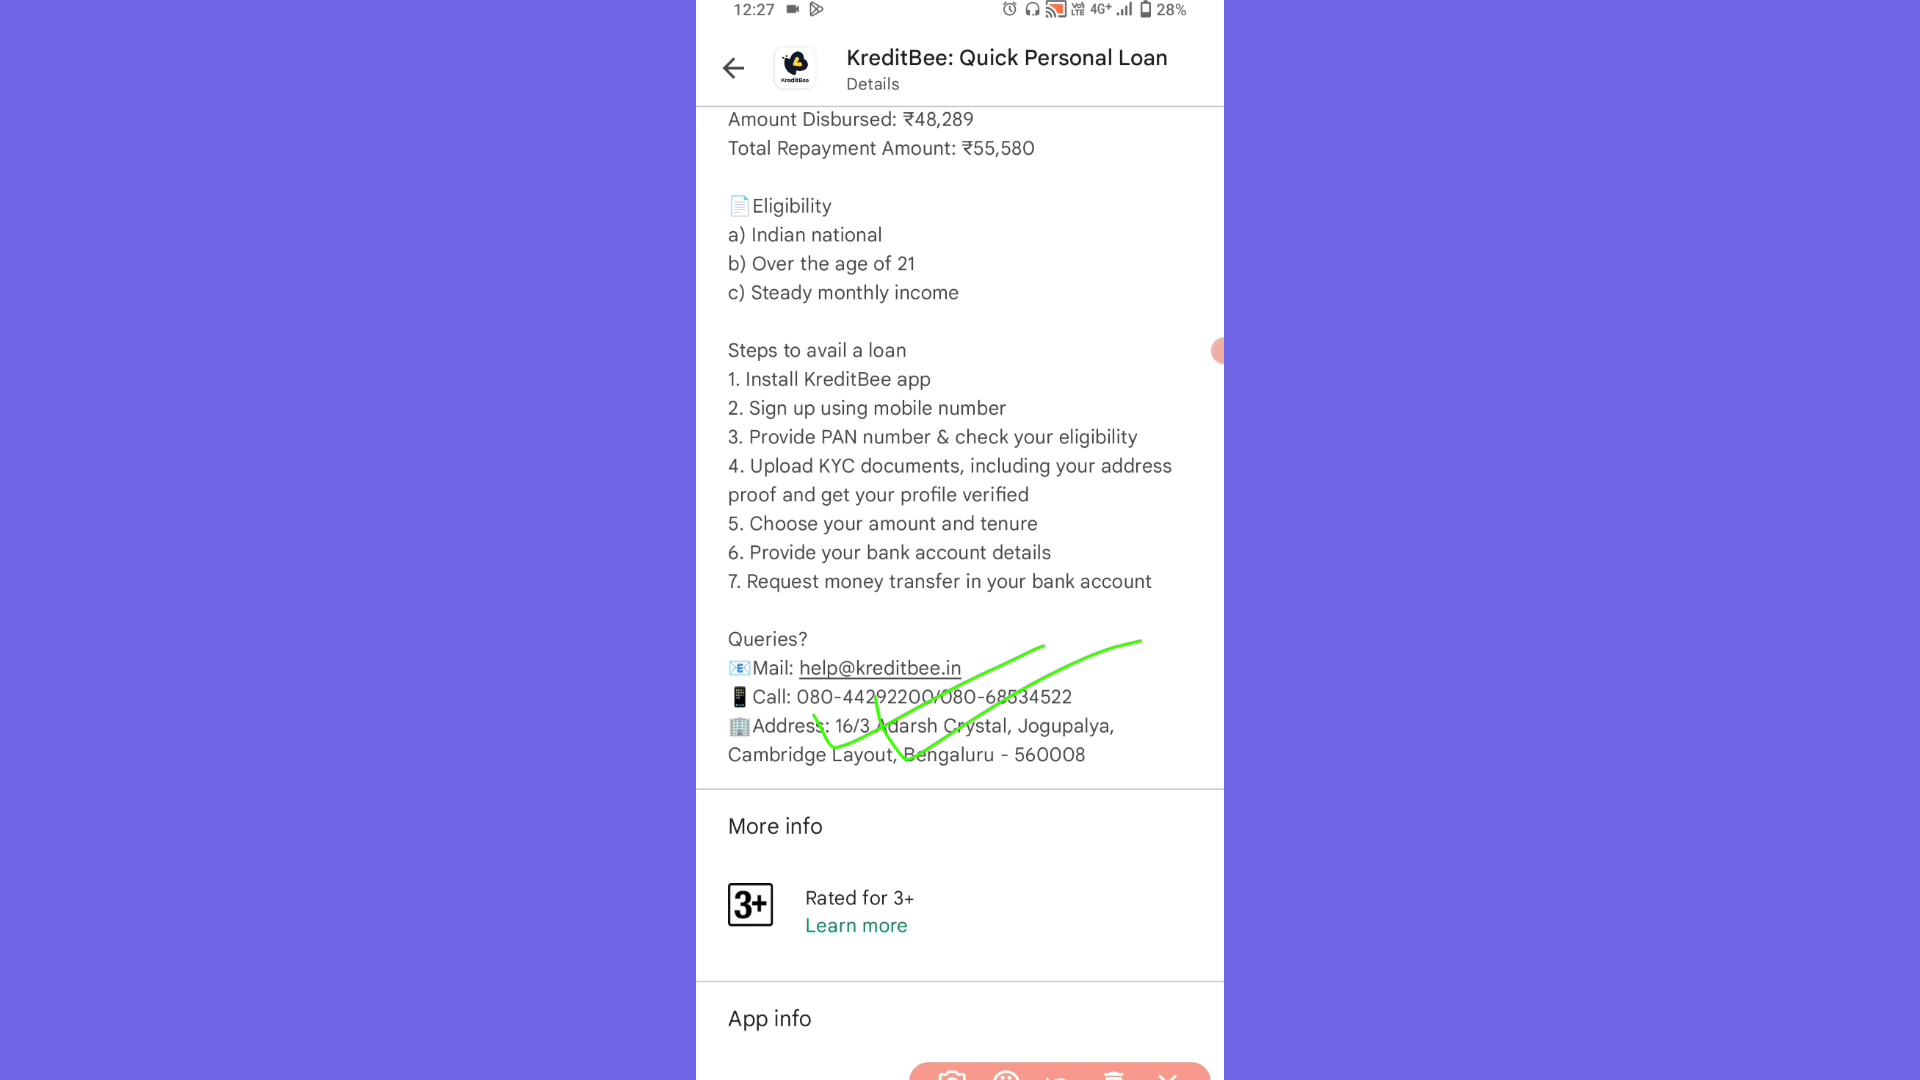 12:27 VoLTE 4G+ 28%
KreditBee: Quick Personal Loan
KreditBee
Details
Amount Disbursed: ₹48,289
Total Repayment Amount: ₹55,580
📄Eligibility
a) Indian national
b) Over the age of 21
c) Steady monthly income
Steps to avail a loan
1. Install KreditBee app
2. Sign up using mobile number
3. Provide PAN number & check your eligibility
4. Upload KYC documents, including your address
proof and get your profile verified
5. Choose your amount and tenure
6. Provide your bank account details
7. Request money transfer in your bank account
Queries?
📧Mail: help@kreditbee.in
📱Call: 080-44292200/080-68534522
🏢Address: 16/3 Adarsh Crystal, Jogupalya,
Cambridge Layout, Bengaluru - 560008
More info
3+ Rated for 3+
Learn more
App info